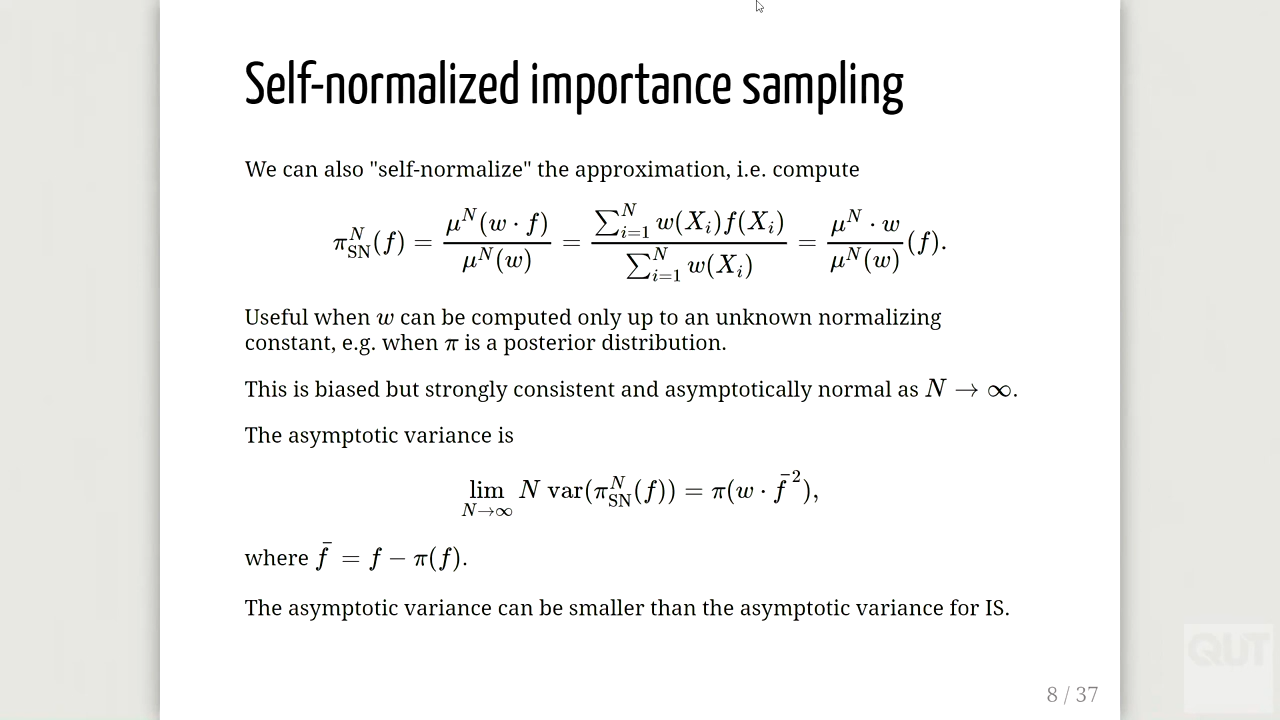 Self-normalized importance sampling
We can also "self-normalize" the approximation, i.e. compute
π^N_SN(f) = μ^N(w · f) / μ^N(w) = ∑^N_{i=1} w(X_i)f(X_i) / ∑^N_{i=1} w(X_i) = μ^N · w / μ^N(w) (f).
Useful when w can be computed only up to an unknown normalizing
constant, e.g. when π is a posterior distribution.
This is biased but strongly consistent and asymptotically normal as N → ∞.
The asymptotic variance is
lim_{N→∞} N var(π^N_SN(f)) = π(w · f̄²),
where f̄ = f − π(f).
The asymptotic variance can be smaller than the asymptotic variance for IS.
QUT
8 / 37